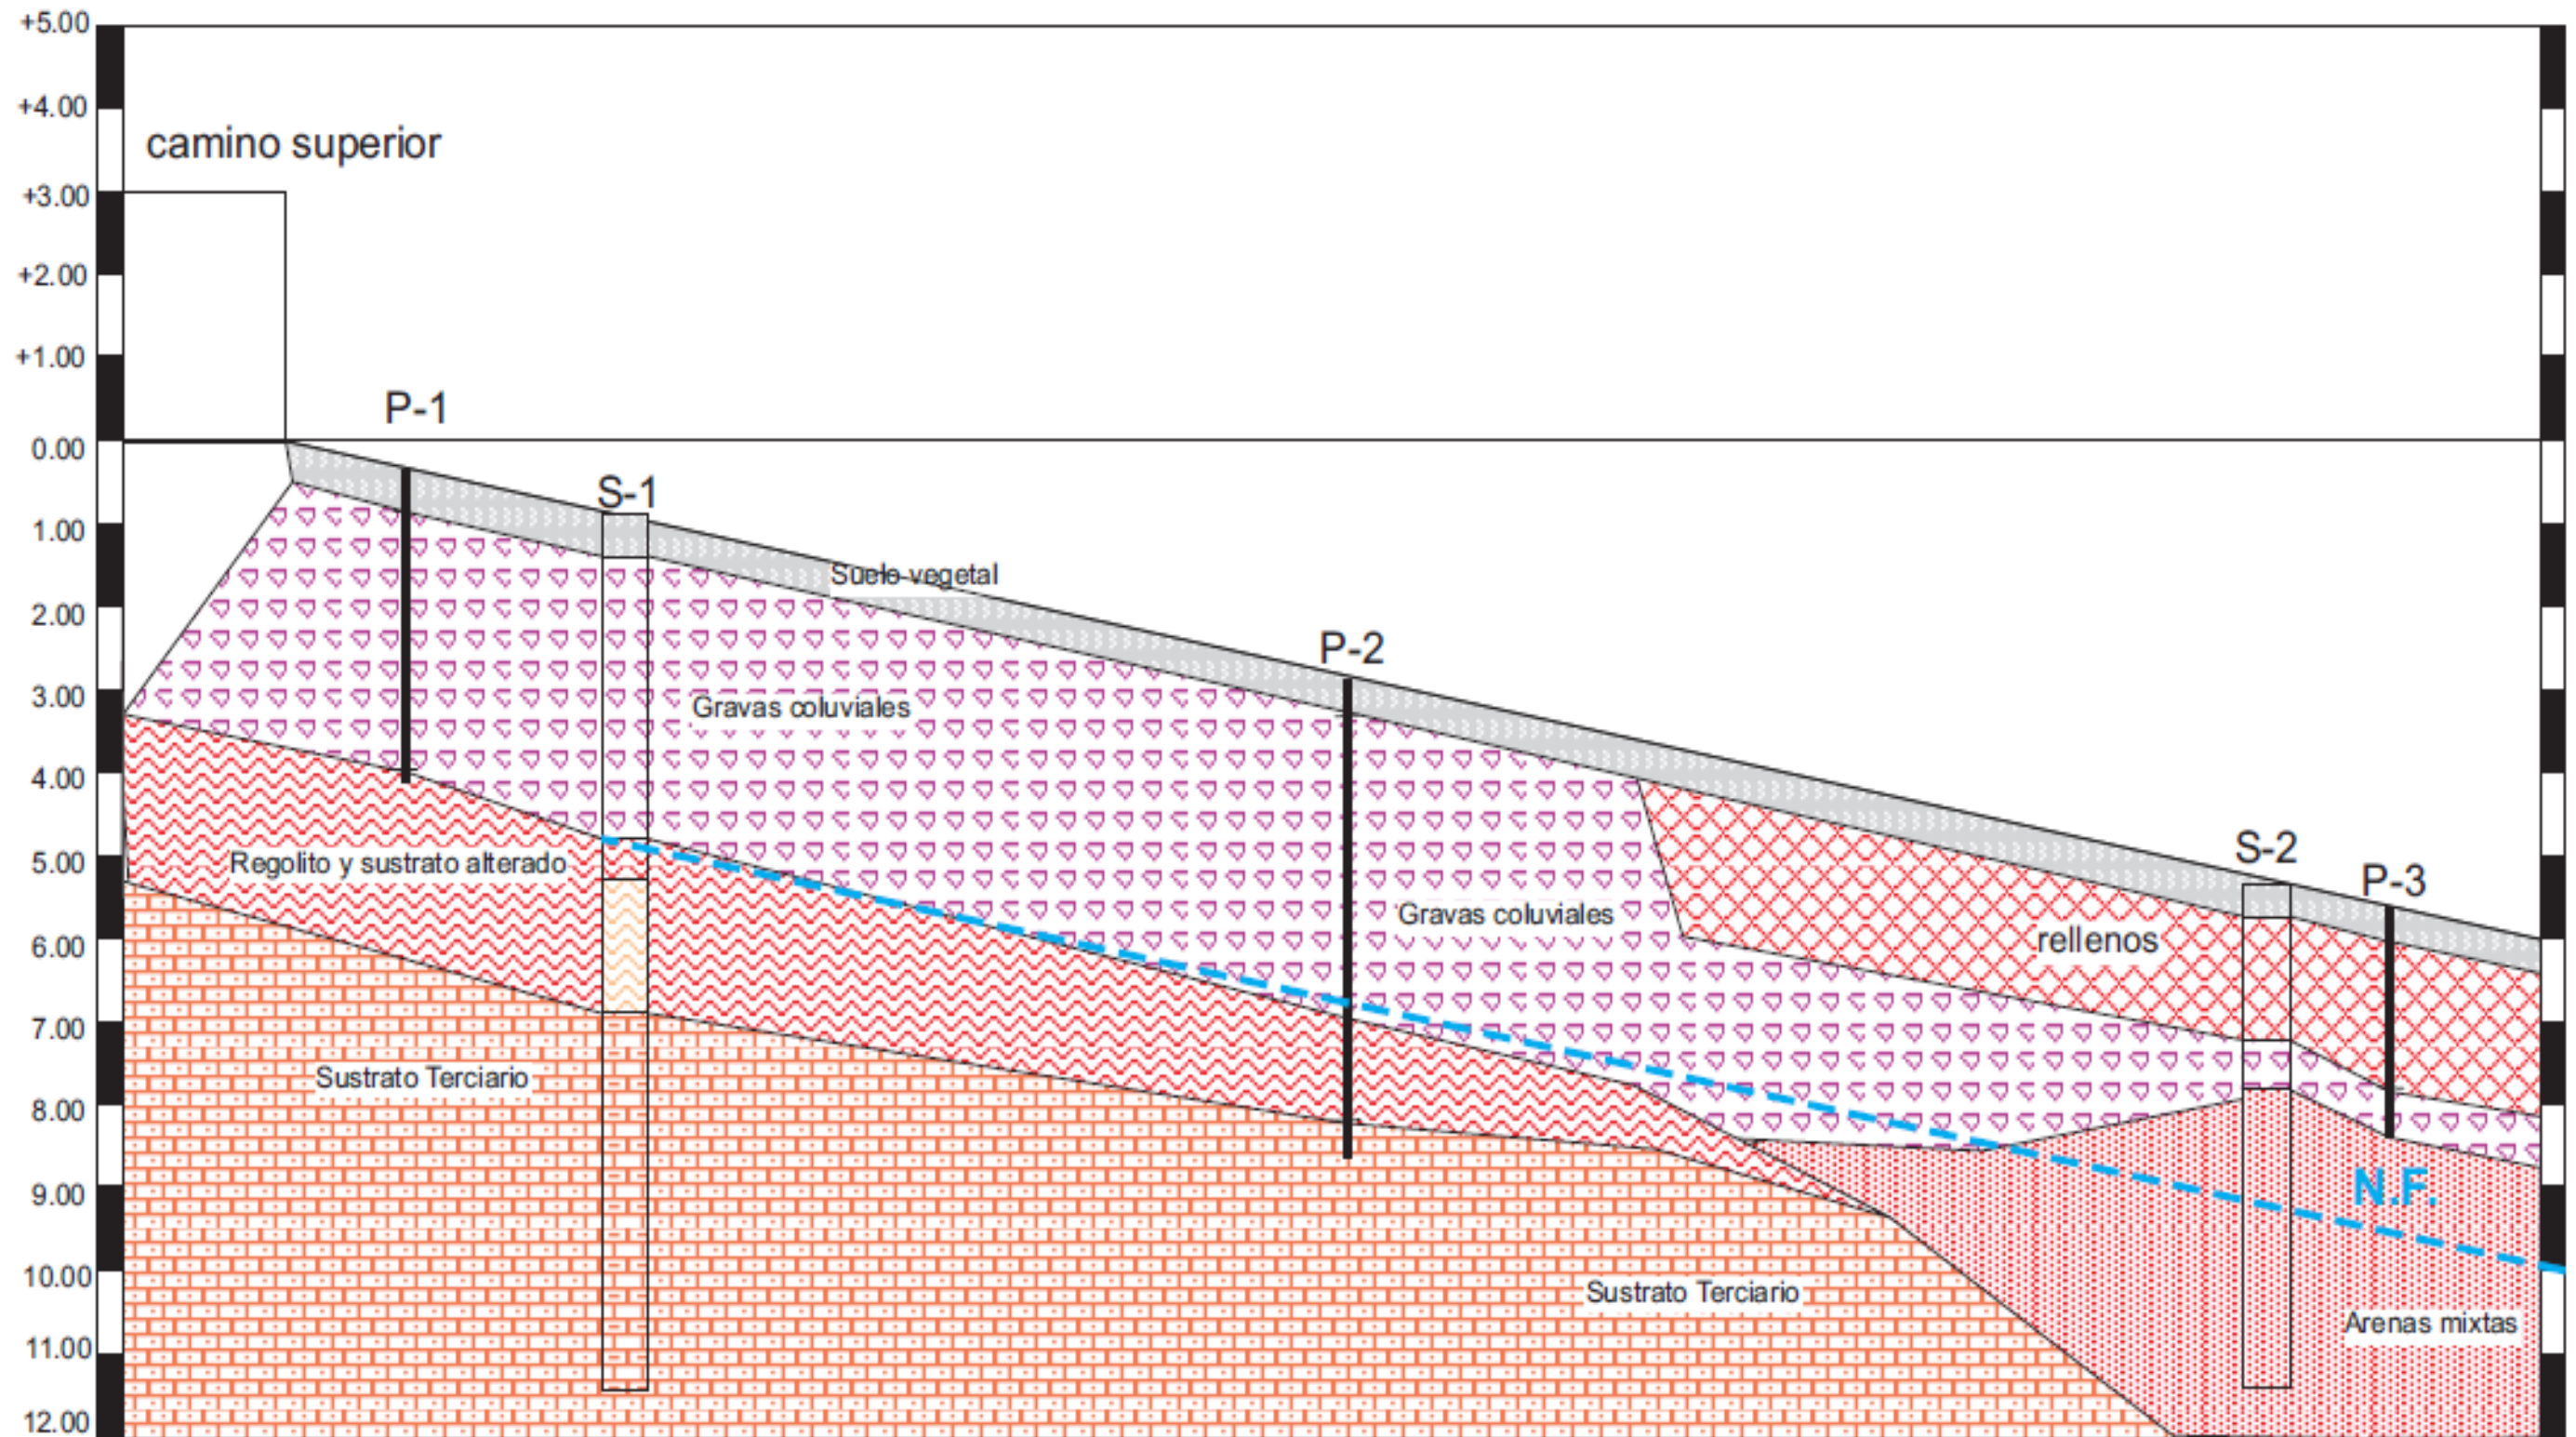 +5.00
+4.00
camino superior
+3.00
+2.00
+1.00
P-1
0.00
S-1
1.00
Suelo vegetal
2.00
P-2
3.00
Gravas coluviales
4.00
S-2
5.00
Regolito y sustrato alterado
P-3
Gravas coluviales
6.00
rellenos
7.00
Sustrato Terciario
8.00
9.00
N.F.
10.00
Sustrato Terciario
Arenas mixtas
11.00
12.00